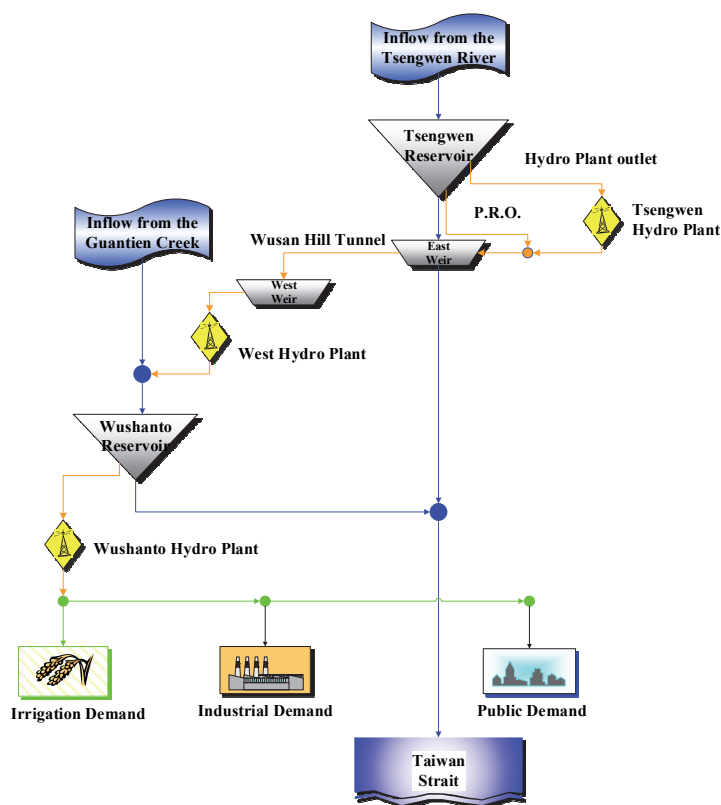 Inflow from the
Tsengwen River
Tsengwen
Reservoir
Hydro Plant outlet
P.R.O.
Tsengwen
Hydro Plant
Inflow from the
Guantien Creek
Wusan Hill Tunnel
East
Weir
West
Weir
West Hydro Plant
Wushanto
Reservoir
Wushanto Hydro Plant
Irrigation Demand
Industrial Demand
Public Demand
Taiwan
Strait